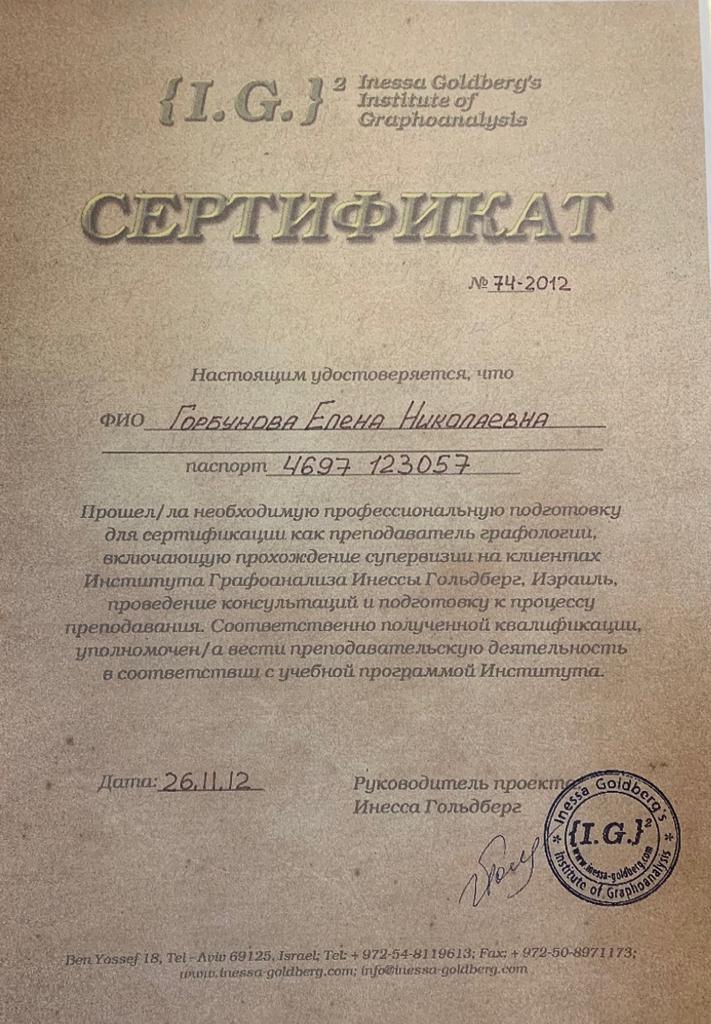 {I.G.}² Inessa Goldberg's
Institute of
Graphoanalysis
СЕРТИФИКАТ
№ 74-2012
Настоящим удостоверяется, что
ФИО Горбунова Елена Николаевна
паспорт 4697 123057
Прошел/ла необходимую профессиональную подготовку
для сертификации как преподаватель графологии,
включающую прохождение супервизии на клиентах
Института Графоанализа Инессы Гольдберг, Израиль,
проведение консультаций и подготовку к процессу
преподавания. Соответственно полученной квалификации,
уполномочен/а вести преподавательскую деятельность
в соответствии с учебной программой Института.
Дата: 26.11.12
Руководитель проекта
Инесса Гольдберг
Inessa Goldberg's
{I.G.}²
www.inessa-goldberg.com
Institute of Graphoanalysis
Ben Yossef 18, Tel - Aviv 69125, Israel; Tel: + 972-54-8119613; Fax: + 972-50-8971173;
www.inessa-goldberg.com; info@inessa-goldberg.com